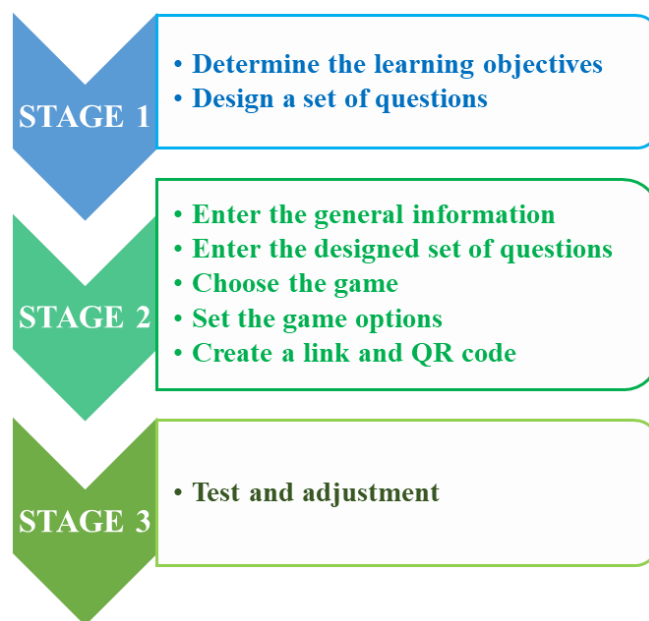 STAGE 1
• Determine the learning objectives
• Design a set of questions
STAGE 2
• Enter the general information
• Enter the designed set of questions
• Choose the game
• Set the game options
• Create a link and QR code
STAGE 3
• Test and adjustment